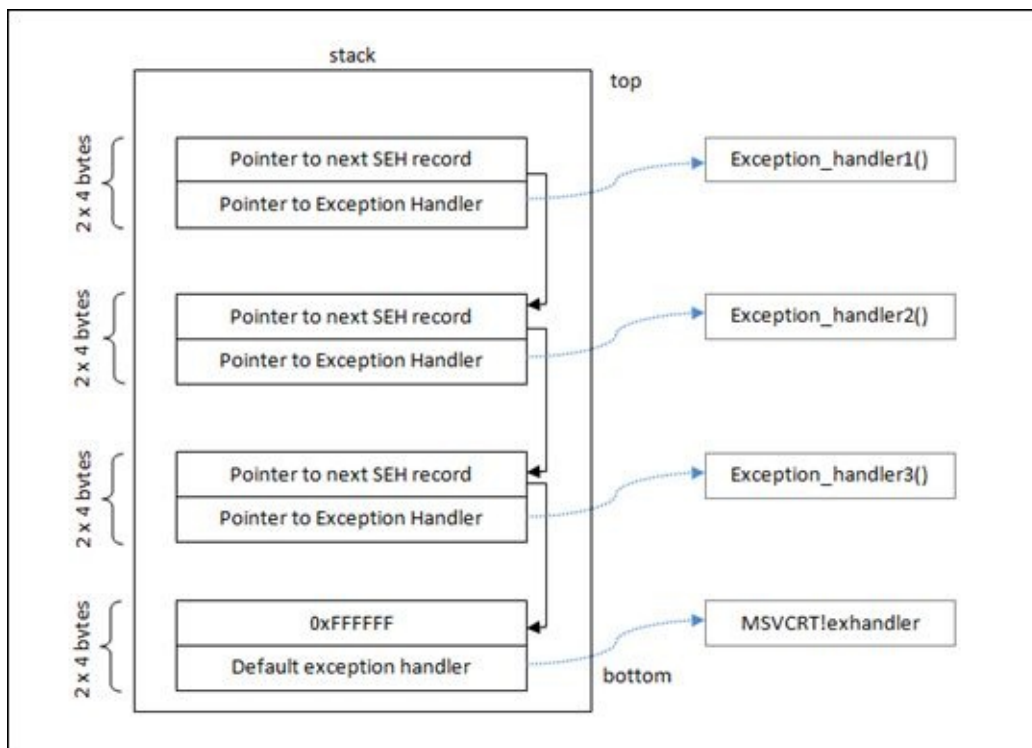 stack
top
2 x 4 bytes
Pointer to next SEH record
Pointer to Exception Handler
Exception_handler1()
2 x 4 bytes
Pointer to next SEH record
Pointer to Exception Handler
Exception_handler2()
2 x 4 bytes
Pointer to next SEH record
Pointer to Exception Handler
Exception_handler3()
2 x 4 bytes
0xFFFFFF
Default exception handler
MSVCRT!exhandler
bottom